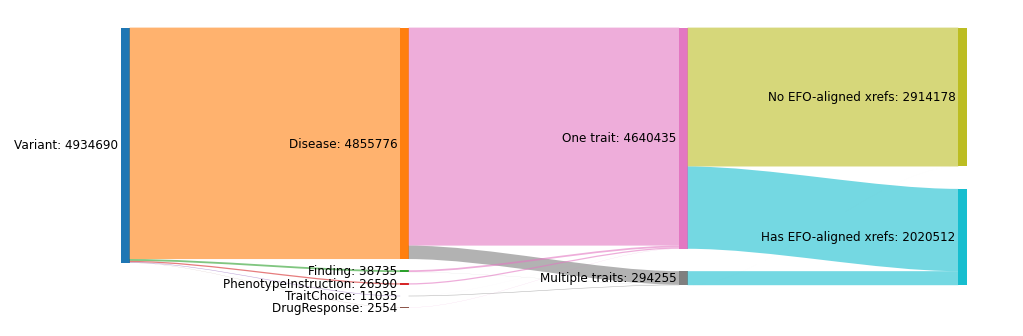 Variant: 4934690
Disease: 4855776
Finding: 38735
PhenotypeInstruction: 26590
TraitChoice: 11035
DrugResponse: 2554
One trait: 4640435
Multiple traits: 294255
No EFO-aligned xrefs: 2914178
Has EFO-aligned xrefs: 2020512